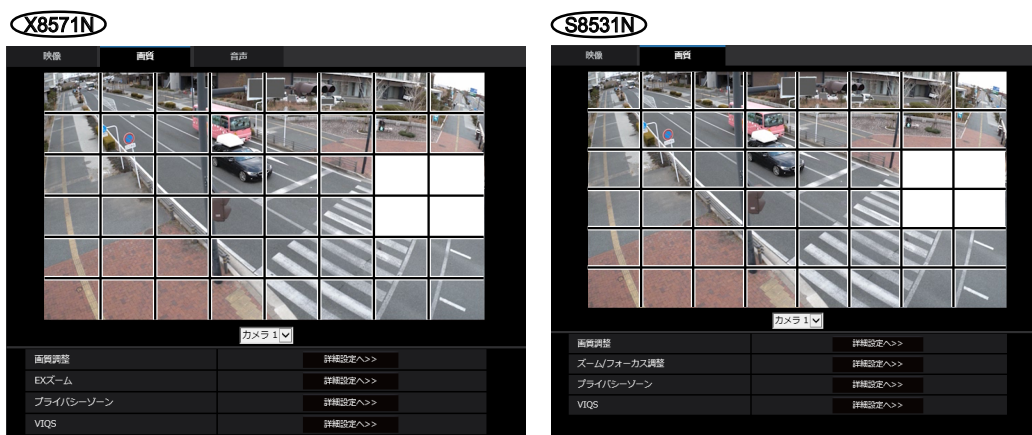 X8571N
映像 画質 音声
カメラ 1
画質調整 詳細設定へ>>
EXズーム 詳細設定へ>>
プライバシーゾーン 詳細設定へ>>
VIQS 詳細設定へ>>
S8531N
映像 画質
カメラ 1
画質調整 詳細設定へ>>
ズーム/フォーカス調整 詳細設定へ>>
プライバシーゾーン 詳細設定へ>>
VIQS 詳細設定へ>>